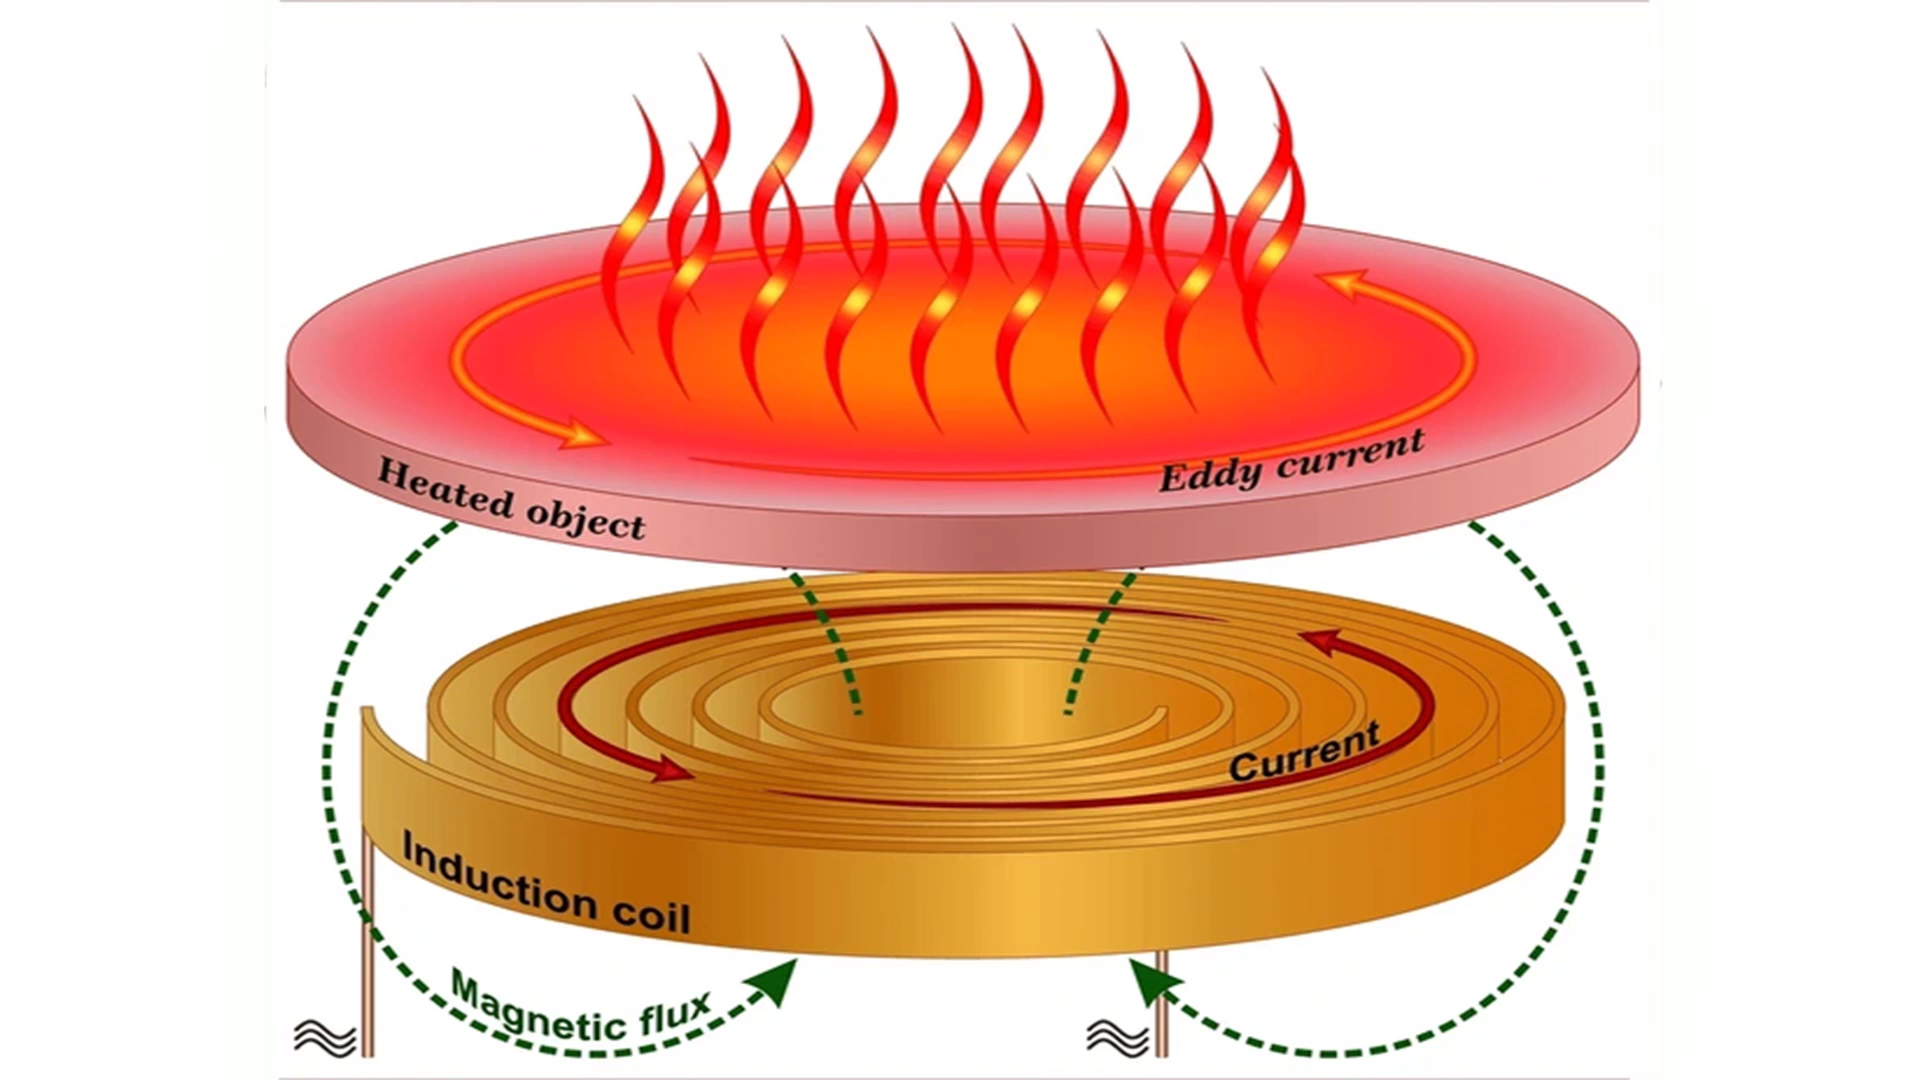 Eddy current
Heated object
Current
Induction coil
Magnetic flux